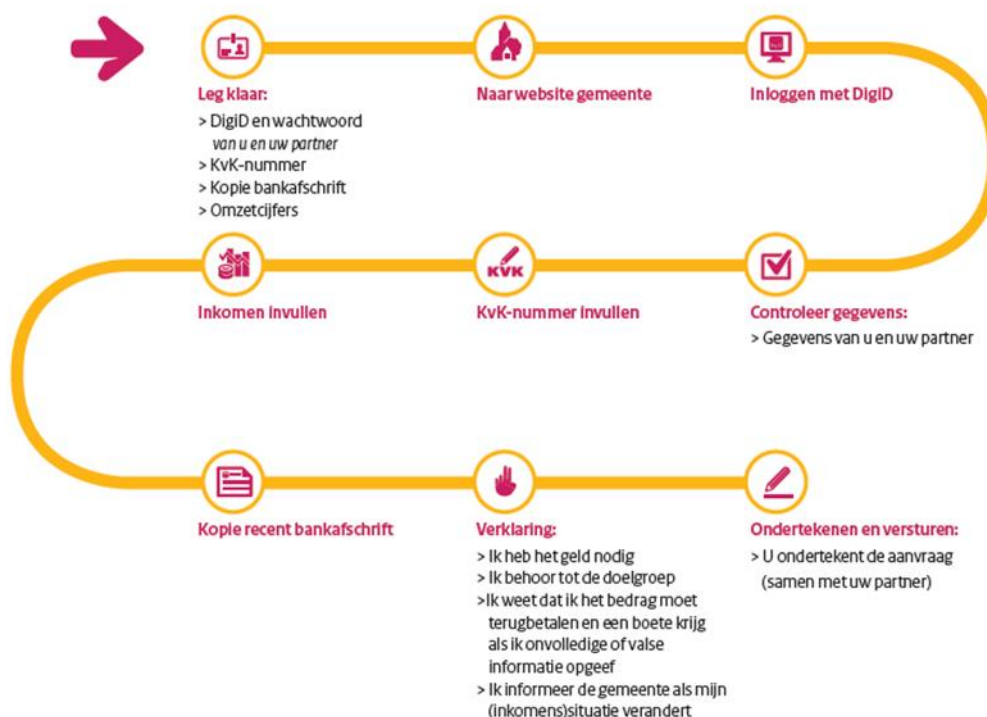 Leg klaar:
> DigiD en wachtwoord
van u en uw partner
> KvK-nummer
> Kopie bankafschrift
> Omzetcijfers
Naar website gemeente
Inloggen met DigiD
Controleer gegevens:
> Gegevens van u en uw partner
KVK
KvK-nummer invullen
Inkomen invullen
Kopie recent bankafschrift
Verklaring:
> Ik heb het geld nodig
> Ik behoor tot de doelgroep
>Ik weet dat ik het bedrag moet
terugbetalen en een boete krijg
als ik onvolledige of valse
informatie opgeef
> Ik informeer de gemeente als mijn
(inkomens)situatie verandert
Ondertekenen en versturen:
> U ondertekent de aanvraag
(samen met uw partner)